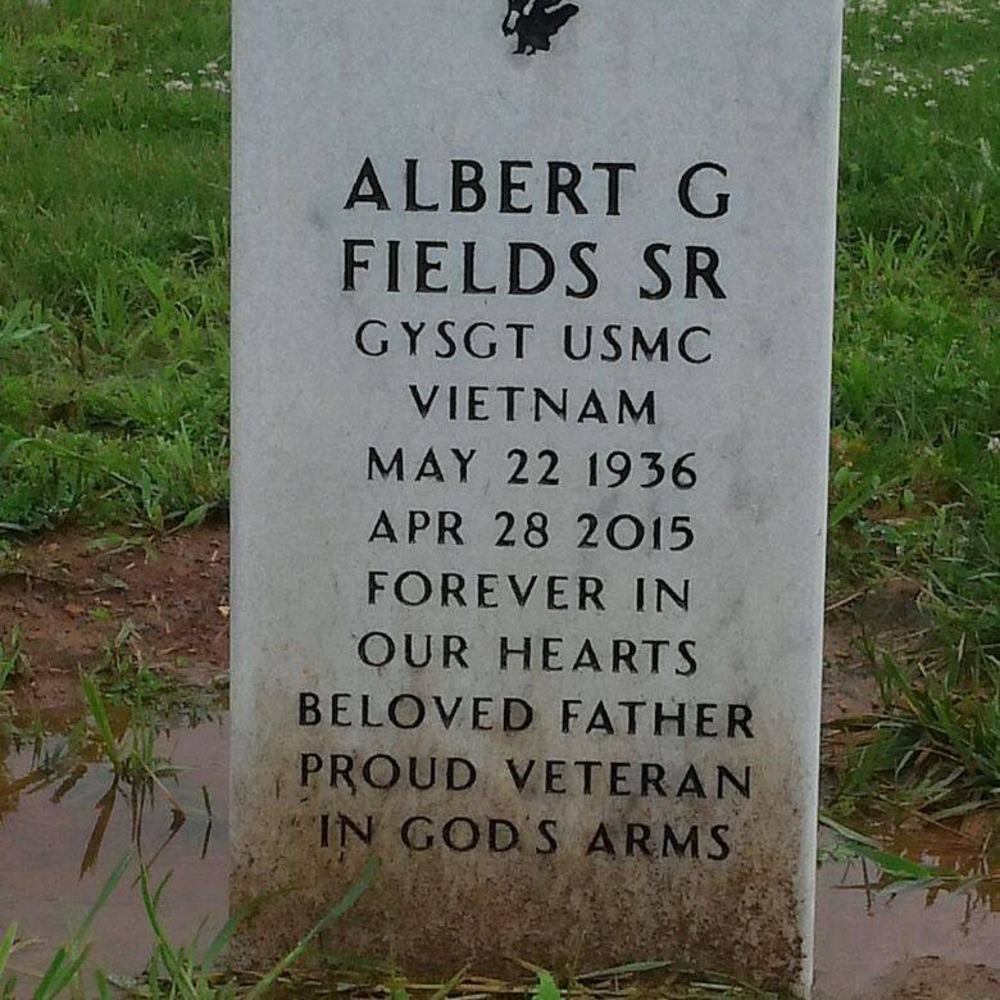 ALBERT G
FIELDS SR
GYSGT USMC
VIETNAM
MAY 22 1936
APR 28 2015
FOREVER IN
OUR HEARTS
BELOVED FATHER
PROUD VETERAN
IN GOD'S ARMS